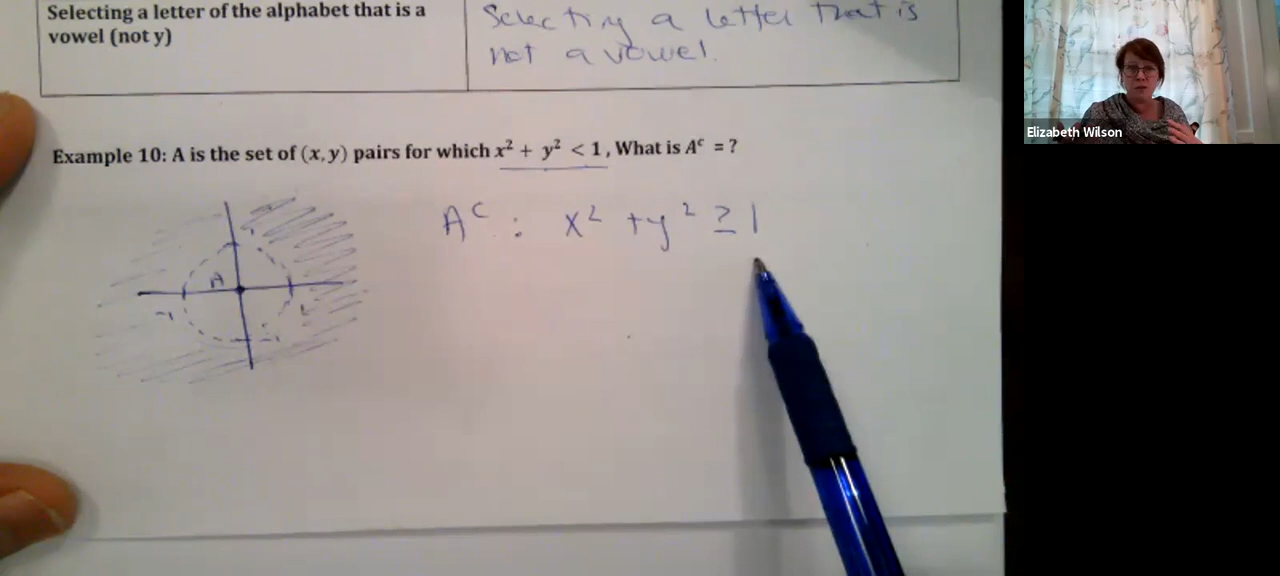 Selecting a letter of the alphabet that is a
vowel (not y)
Selecting a letter that is
not a vowel.
Elizabeth Wilson
Example 10: A is the set of (x, y) pairs for which x² + y² < 1, What is Aᶜ = ?
Aᶜ : x² + y² ≥ 1
A
-1